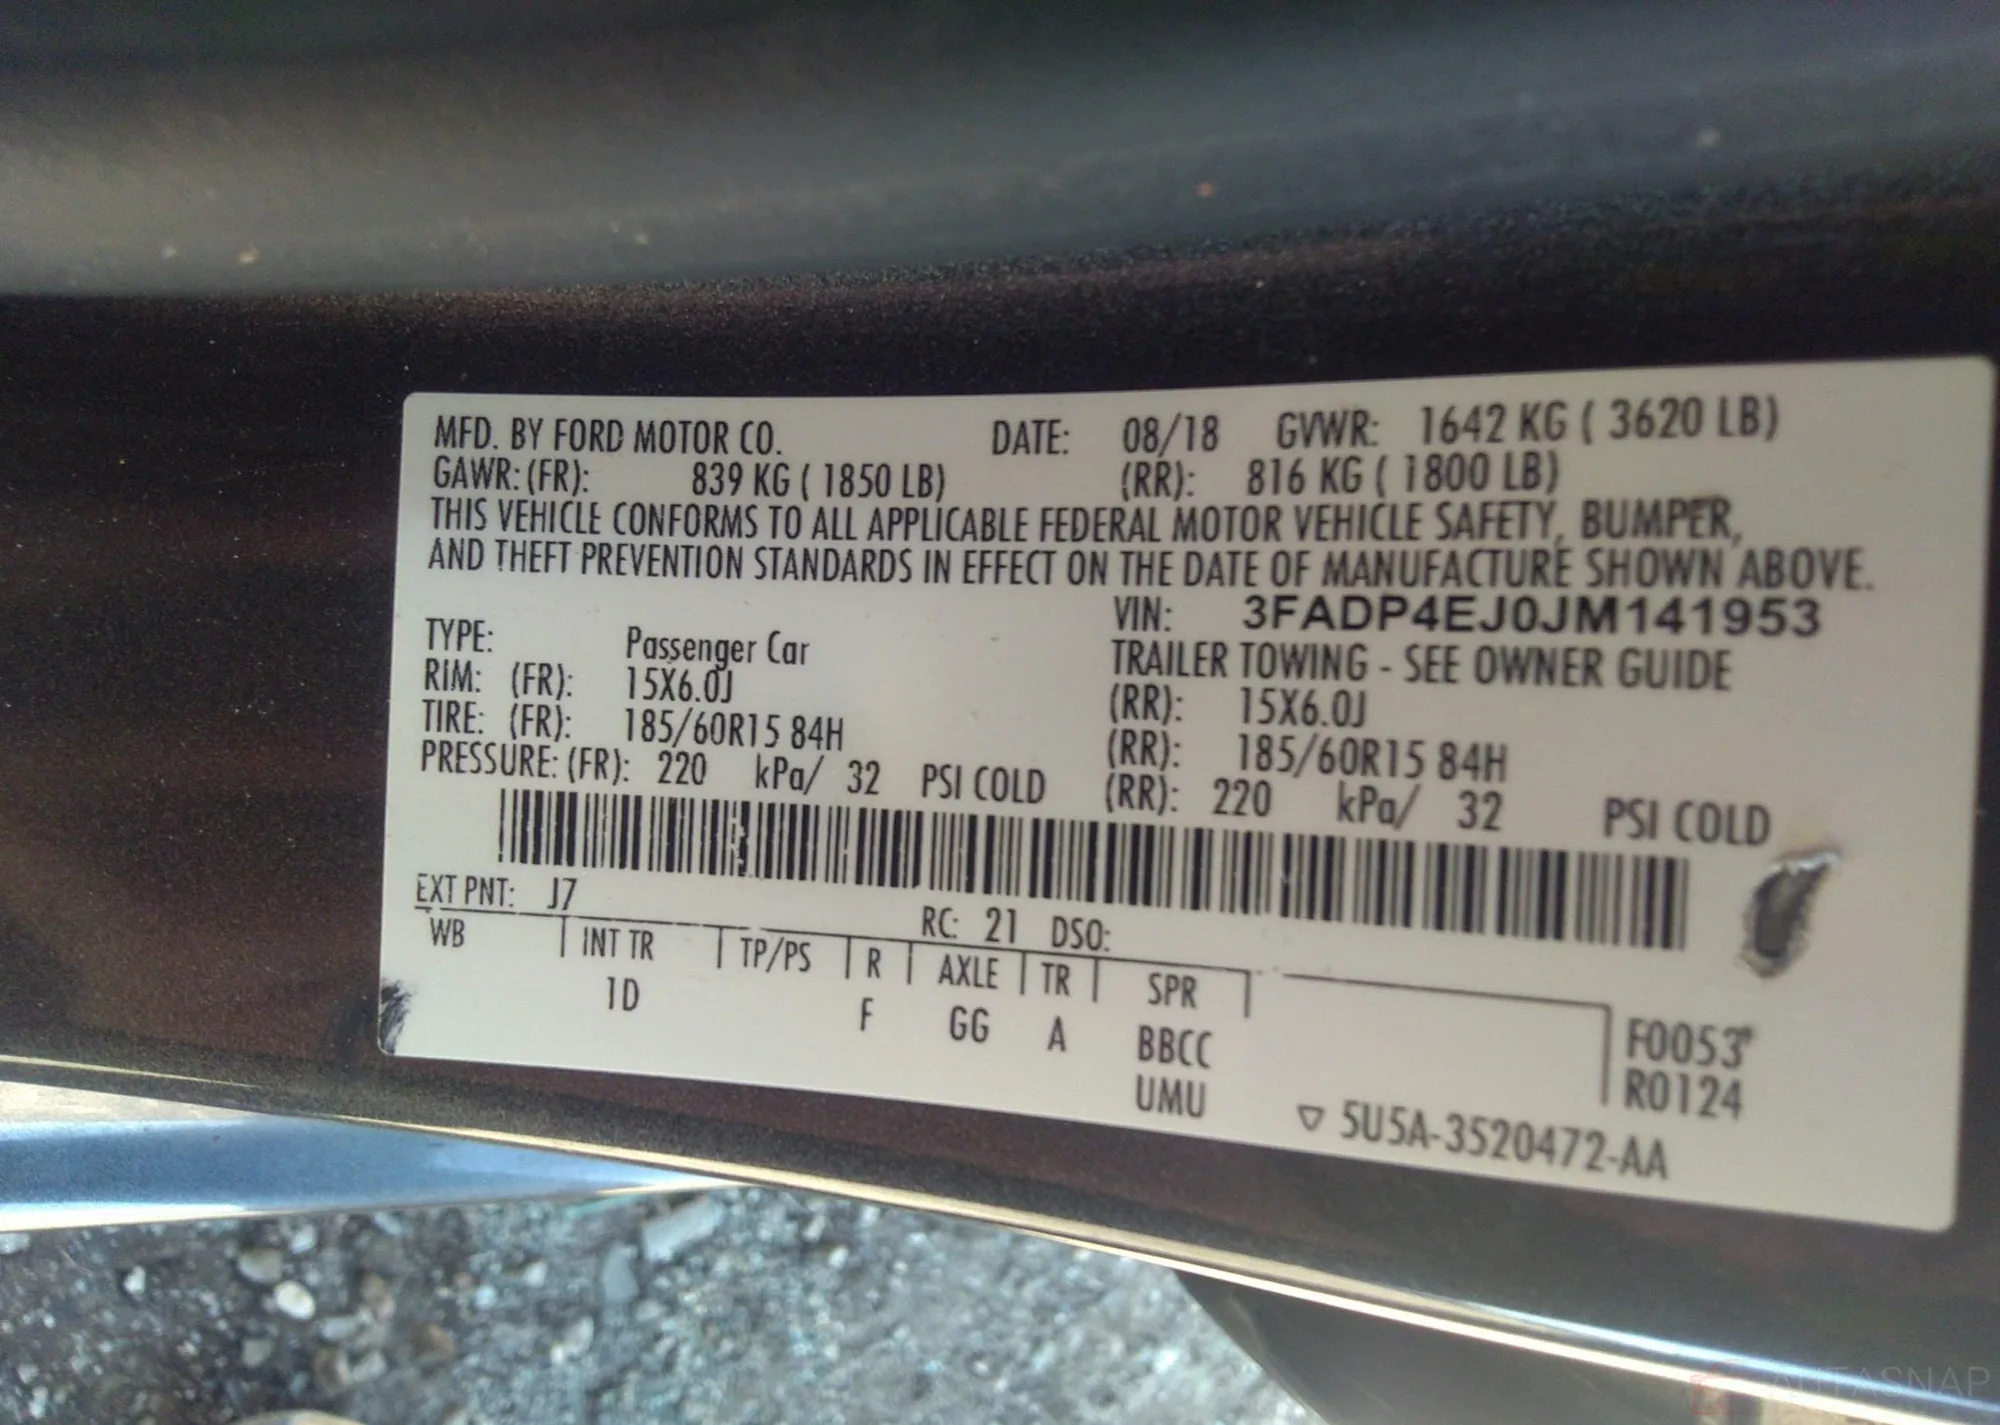 MFD. BY FORD MOTOR CO. DATE: 08/18 GVWR: 1642 KG ( 3620 LB)
GAWR: (FR): 839 KG ( 1850 LB) (RR): 816 KG ( 1800 LB)
THIS VEHICLE CONFORMS TO ALL APPLICABLE FEDERAL MOTOR VEHICLE SAFETY, BUMPER,
AND THEFT PREVENTION STANDARDS IN EFFECT ON THE DATE OF MANUFACTURE SHOWN ABOVE.
VIN: 3FADP4EJ0JM141953
TYPE: Passenger Car TRAILER TOWING - SEE OWNER GUIDE
RIM: (FR): 15X6.0J (RR): 15X6.0J
TIRE: (FR): 185/60R15 84H (RR): 185/60R15 84H
PRESSURE: (FR): 220 kPa/ 32 PSI COLD (RR): 220 kPa/ 32 PSI COLD
EXT PNT: J7 RC: 21 DSO:
WB INT TR TP/PS R AXLE TR SPR
1D F GG A BBCC F0053*
UMU R0124
▽ 5U5A-3520472-AA
AUTASNAP